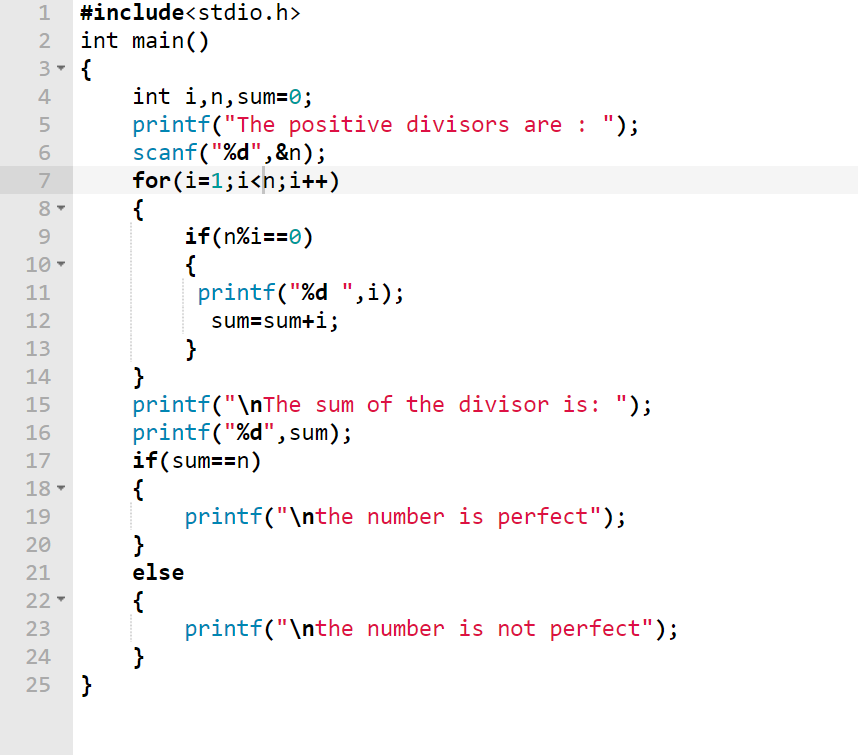 1 #include<stdio.h>
2 int main()
3 {
4     int i,n,sum=0;
5     printf("The positive divisors are : ");
6     scanf("%d",&n);
7     for(i=1;i<n;i++)
8     {
9         if(n%i==0)
10         {
11          printf("%d ",i);
12           sum=sum+i;
13         }
14     }
15     printf("\nThe sum of the divisor is: ");
16     printf("%d",sum);
17     if(sum==n)
18     {
19         printf("\nthe number is perfect");
20     }
21     else
22     {
23         printf("\nthe number is not perfect");
24     }
25 }